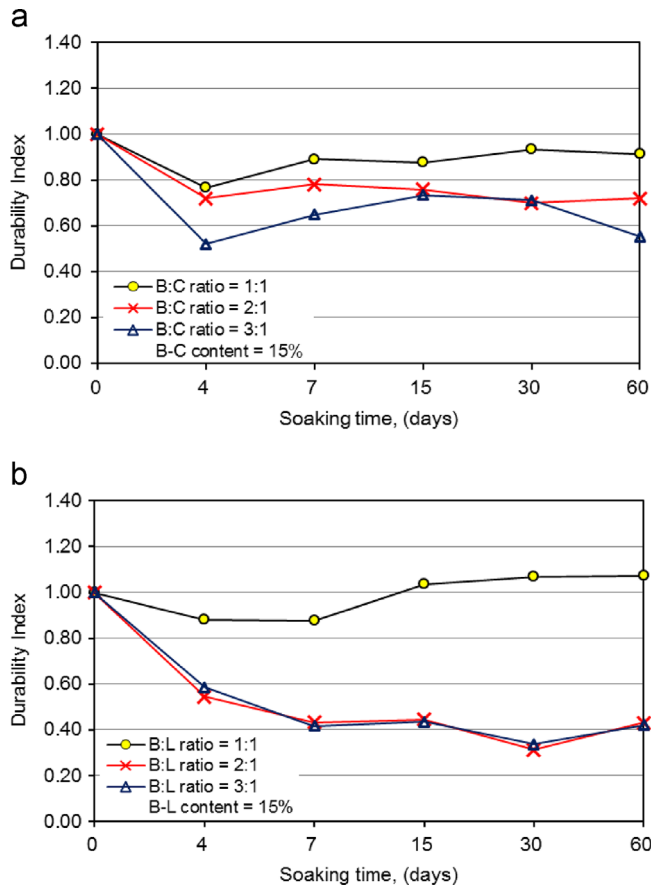 a
1.40
1.20
1.00
0.80
0.60
0.40
0.20
0.00
Durability Index
B:C ratio = 1:1
B:C ratio = 2:1
B:C ratio = 3:1
B-C content = 15%
0 4 7 15 30 60
Soaking time, (days)
b
1.40
1.20
1.00
0.80
0.60
0.40
0.20
0.00
Durability Index
B:L ratio = 1:1
B:L ratio = 2:1
B:L ratio = 3:1
B-L content = 15%
0 4 7 15 30 60
Soaking time, (days)